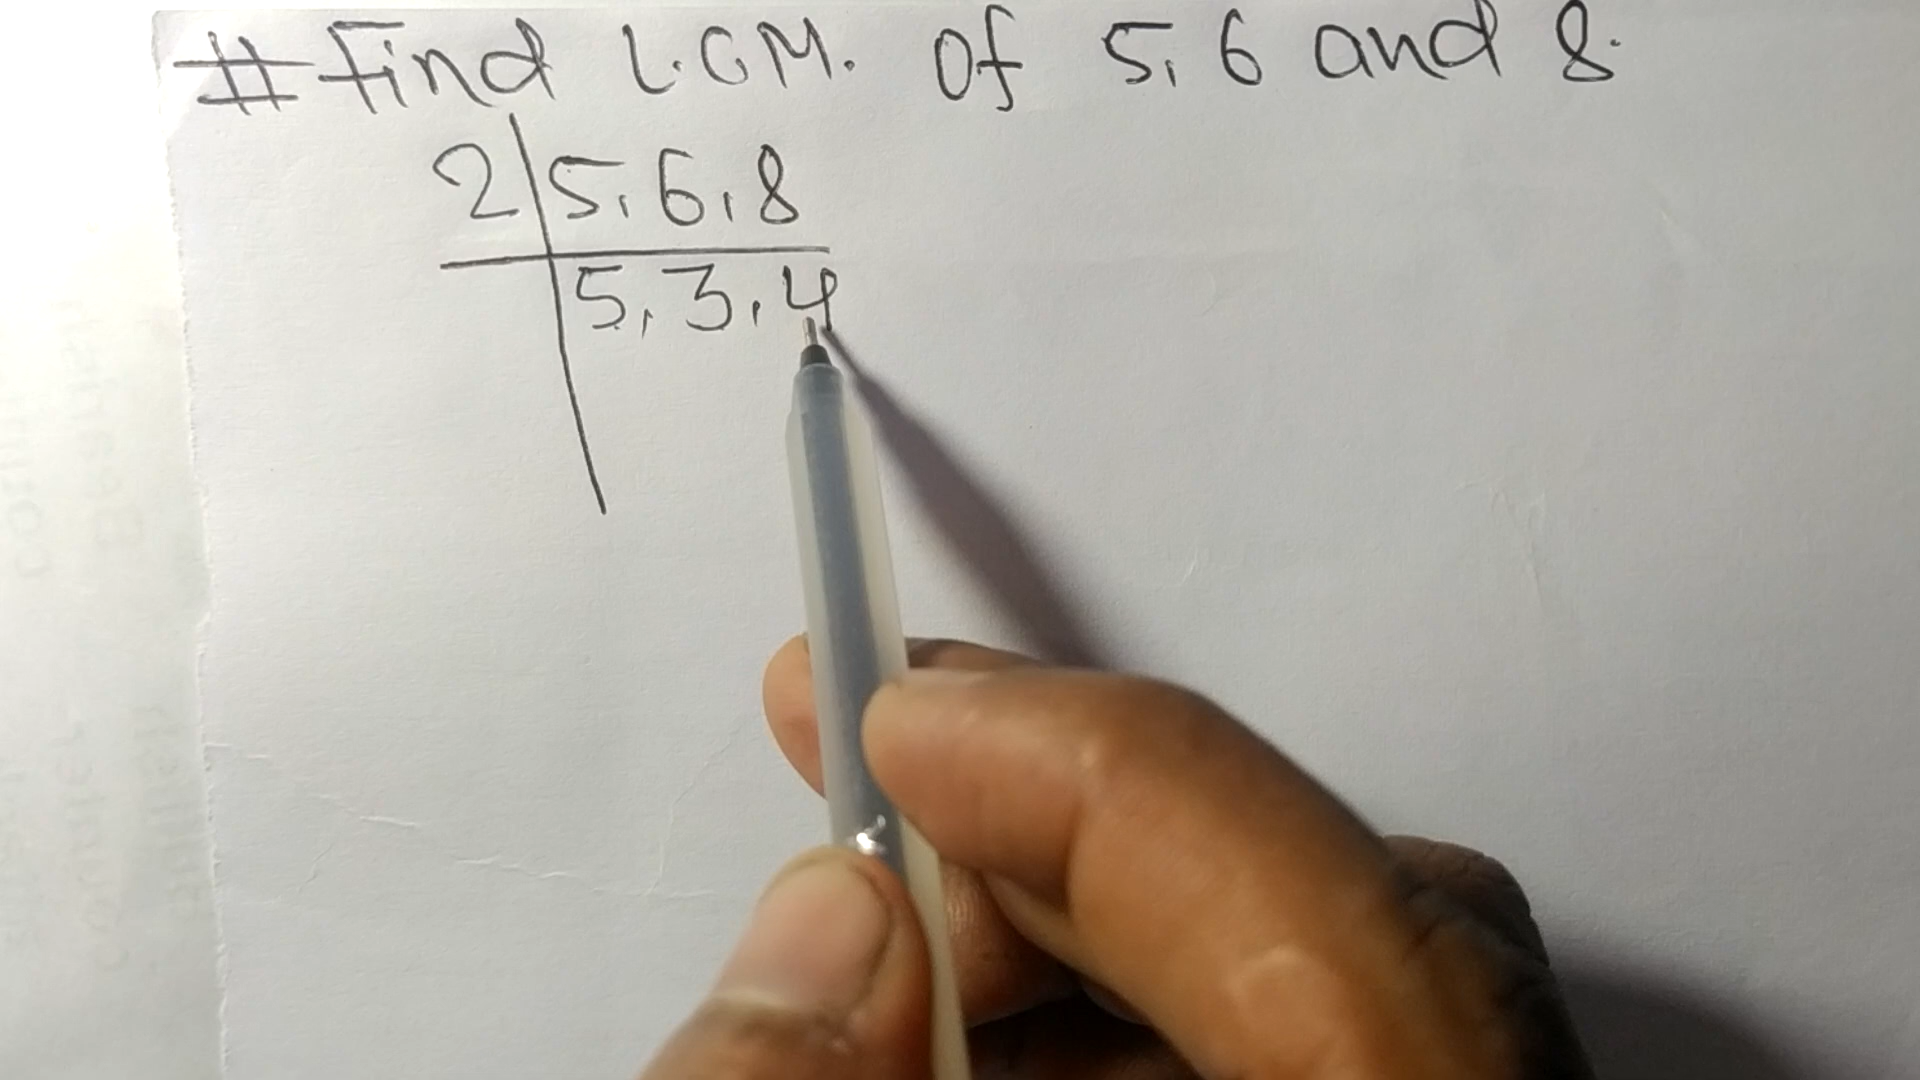 # Find L.C.M. Of 5, 6 and 8.
2 | 5, 6, 8
5, 3, 4